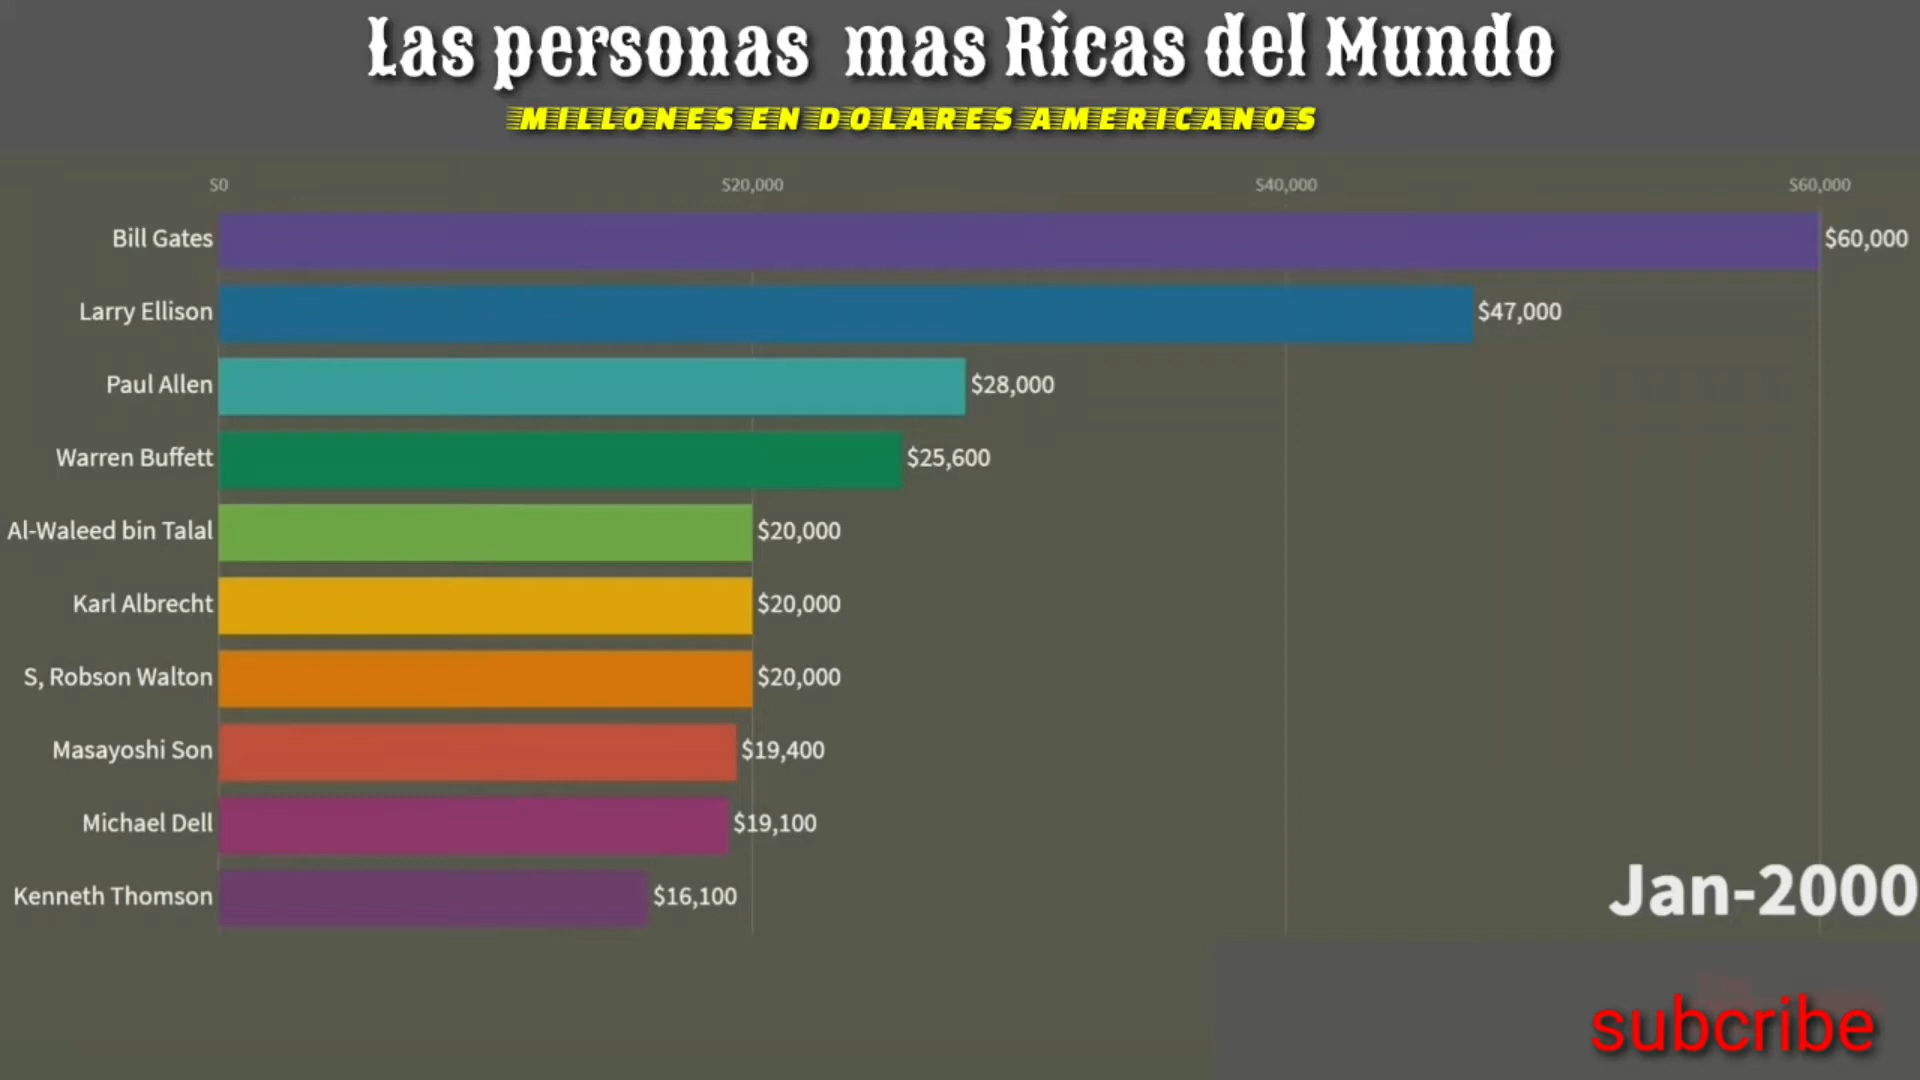 Las personas mas Ricas del Mundo
MILLONES EN DOLARES AMERICANOS
$0 $20,000 $40,000 $60,000
Bill Gates $60,000
Larry Ellison $47,000
Paul Allen $28,000
Warren Buffett $25,600
Al-Waleed bin Talal $20,000
Karl Albrecht $20,000
S, Robson Walton $20,000
Masayoshi Son $19,400
Michael Dell $19,100
Kenneth Thomson $16,100
Jan-2000
subcribe